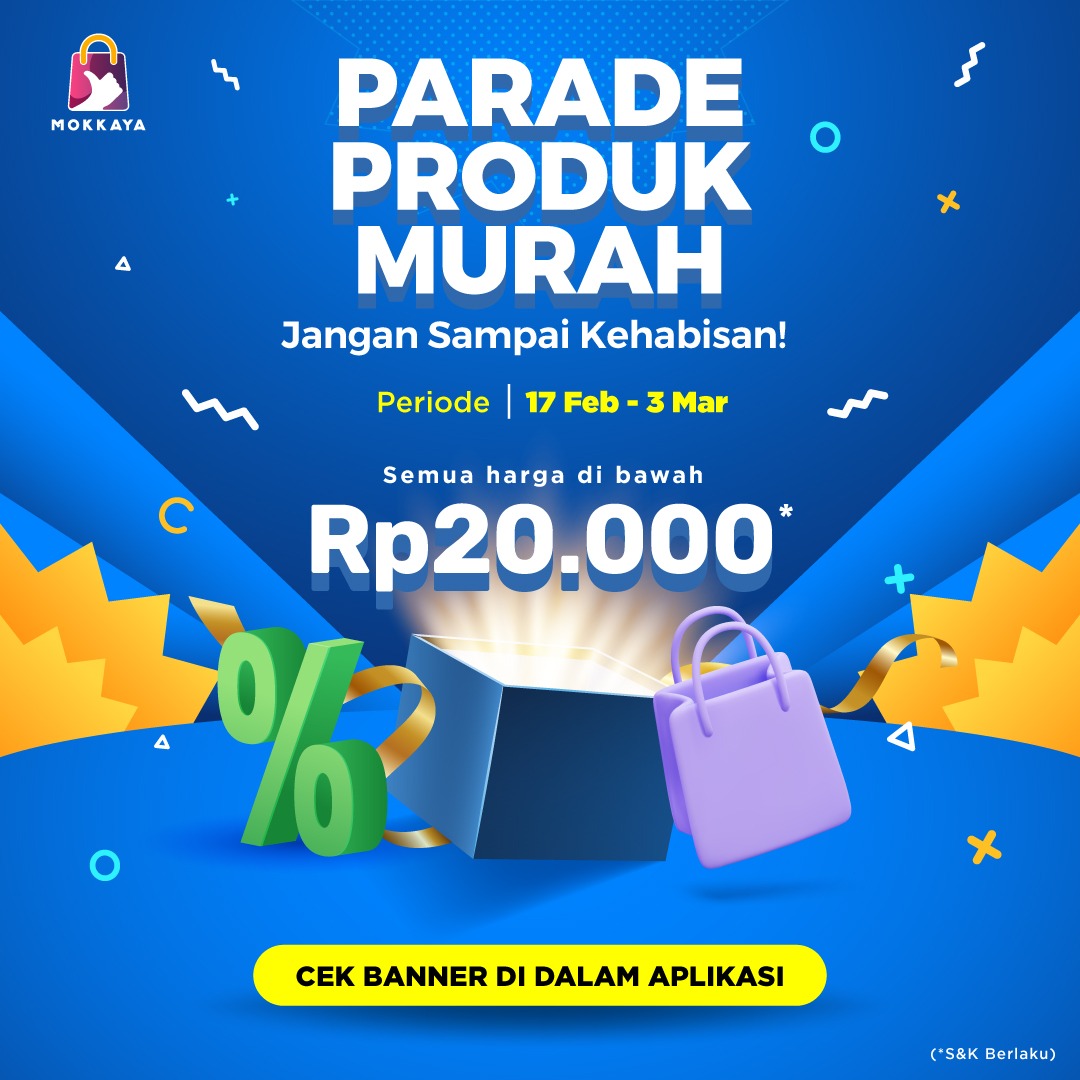 MOKKAYA
PARADE
PRODUK
MURAH
Jangan Sampai Kehabisan!
Periode | 17 Feb - 3 Mar
Semua harga di bawah
Rp20.000*
%
CEK BANNER DI DALAM APLIKASI
(*S&K Berlaku)